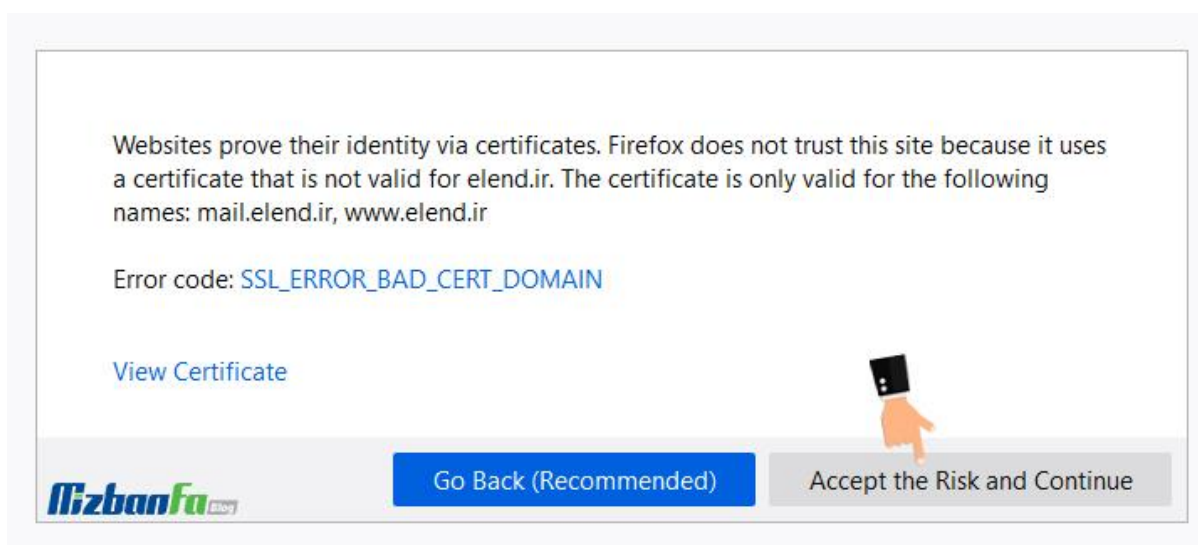 Websites prove their identity via certificates. Firefox does not trust this site because it uses
a certificate that is not valid for elend.ir. The certificate is only valid for the following
names: mail.elend.ir, www.elend.ir
Error code: SSL_ERROR_BAD_CERT_DOMAIN
View Certificate
Go Back (Recommended)
Accept the Risk and Continue
MizbanFa Blog